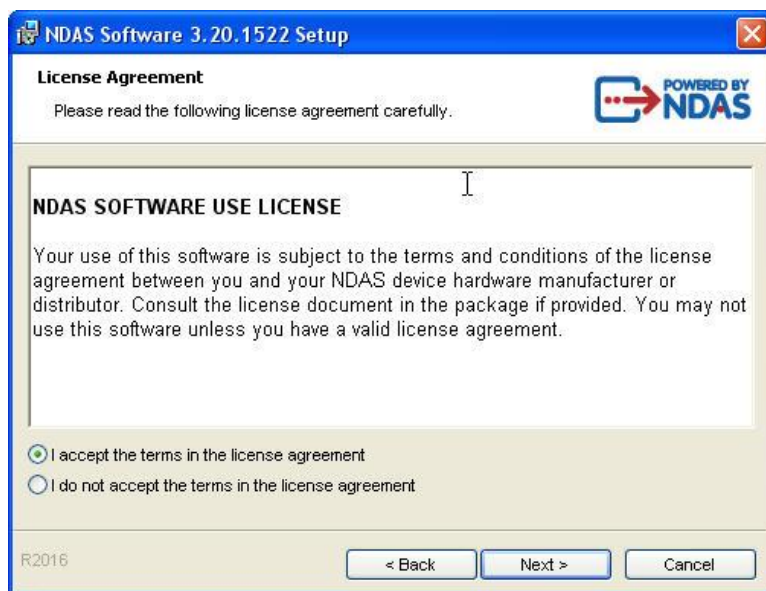 NDAS Software 3.20.1522 Setup
License Agreement
Please read the following license agreement carefully.
POWERED BY
NDAS
NDAS SOFTWARE USE LICENSE
Your use of this software is subject to the terms and conditions of the license
agreement between you and your NDAS device hardware manufacturer or
distributor. Consult the license document in the package if provided. You may not
use this software unless you have a valid license agreement.
I accept the terms in the license agreement
I do not accept the terms in the license agreement
R2016
< Back
Next >
Cancel